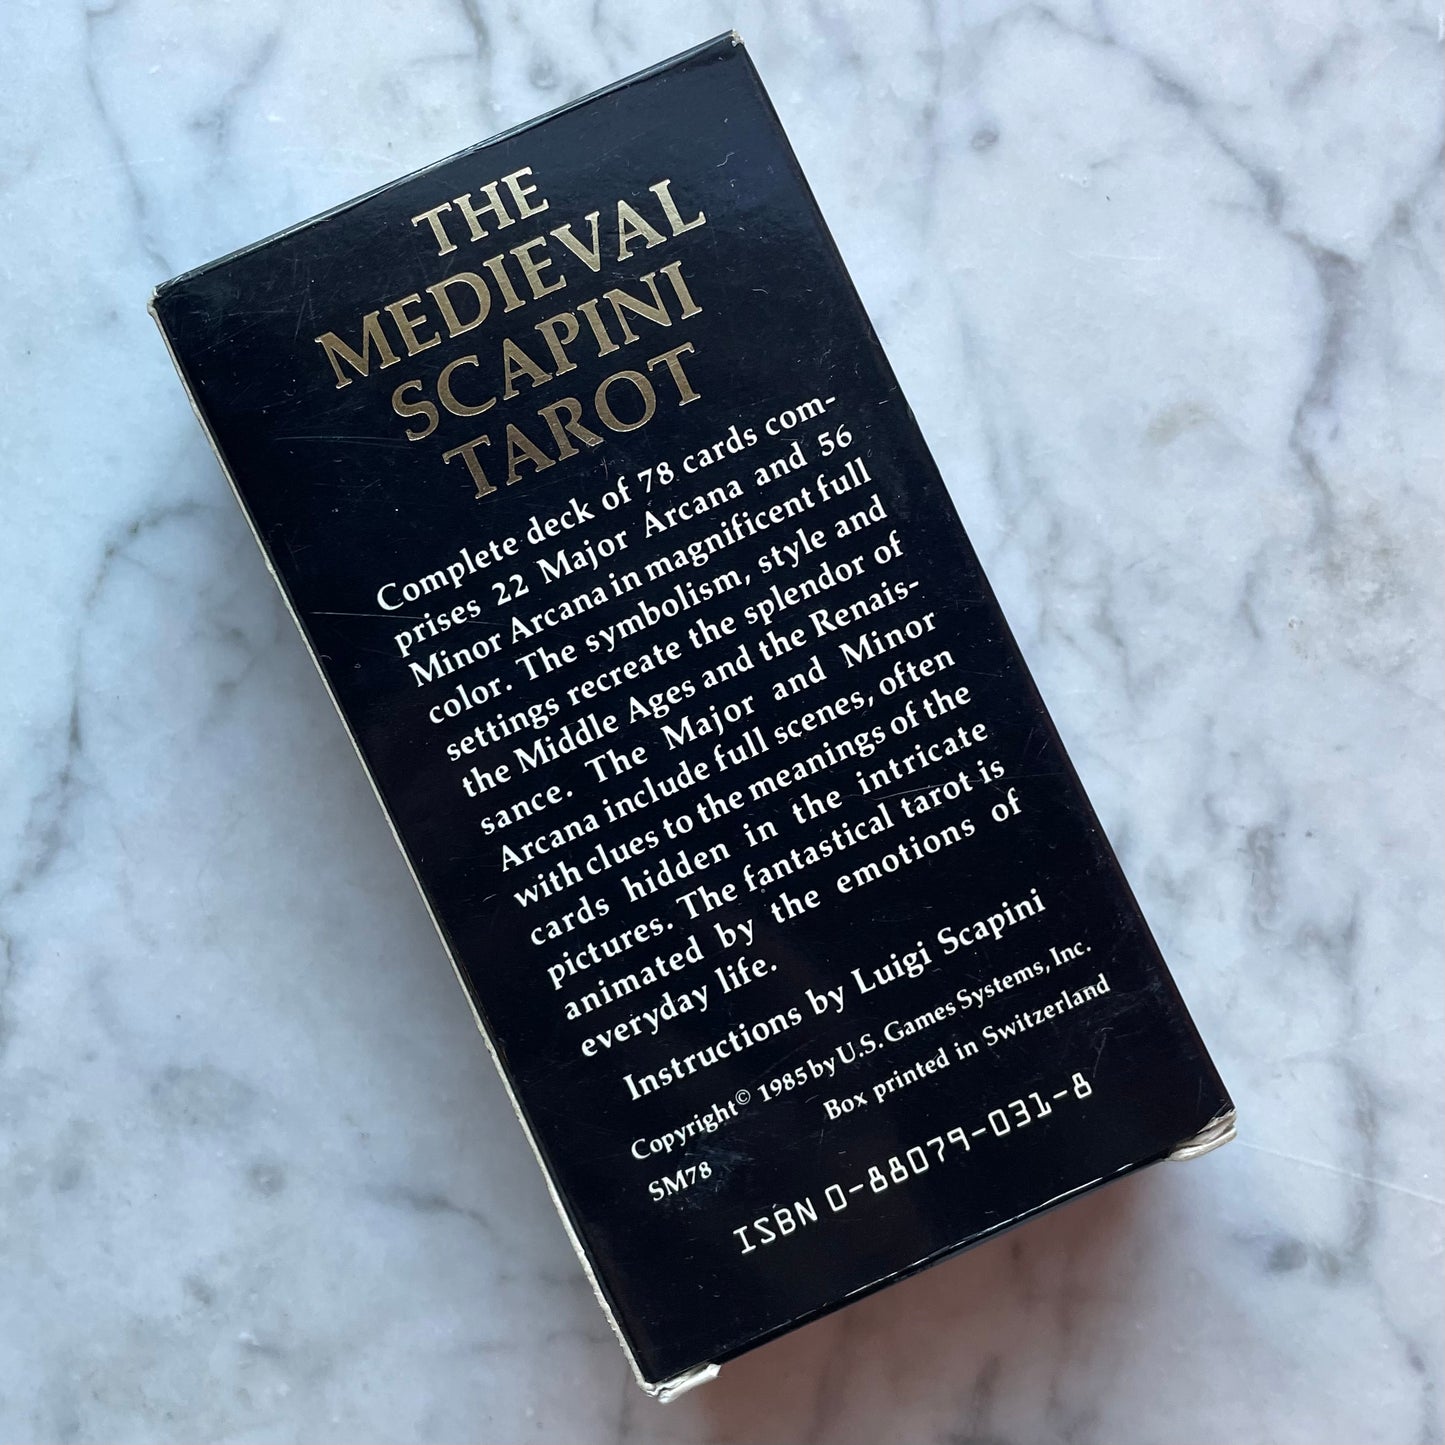 THE
MEDIEVAL
SCAPINI
TAROT
Complete deck of 78 cards com-
prises 22 Major Arcana and 56
Minor Arcana in magnificent full
color. The symbolism, style and
settings recreate the splendor of
the Middle Ages and the Renais-
sance. The Major and Minor
Arcana include full scenes, often
with clues to the meanings of the
cards hidden in the intricate
pictures. The fantastical tarot is
animated by the emotions of
everyday life.
Instructions by Luigi Scapini
Copyright © 1985 by U.S. Games Systems, Inc.
SM78 Box printed in Switzerland
ISBN 0-88079-031-8